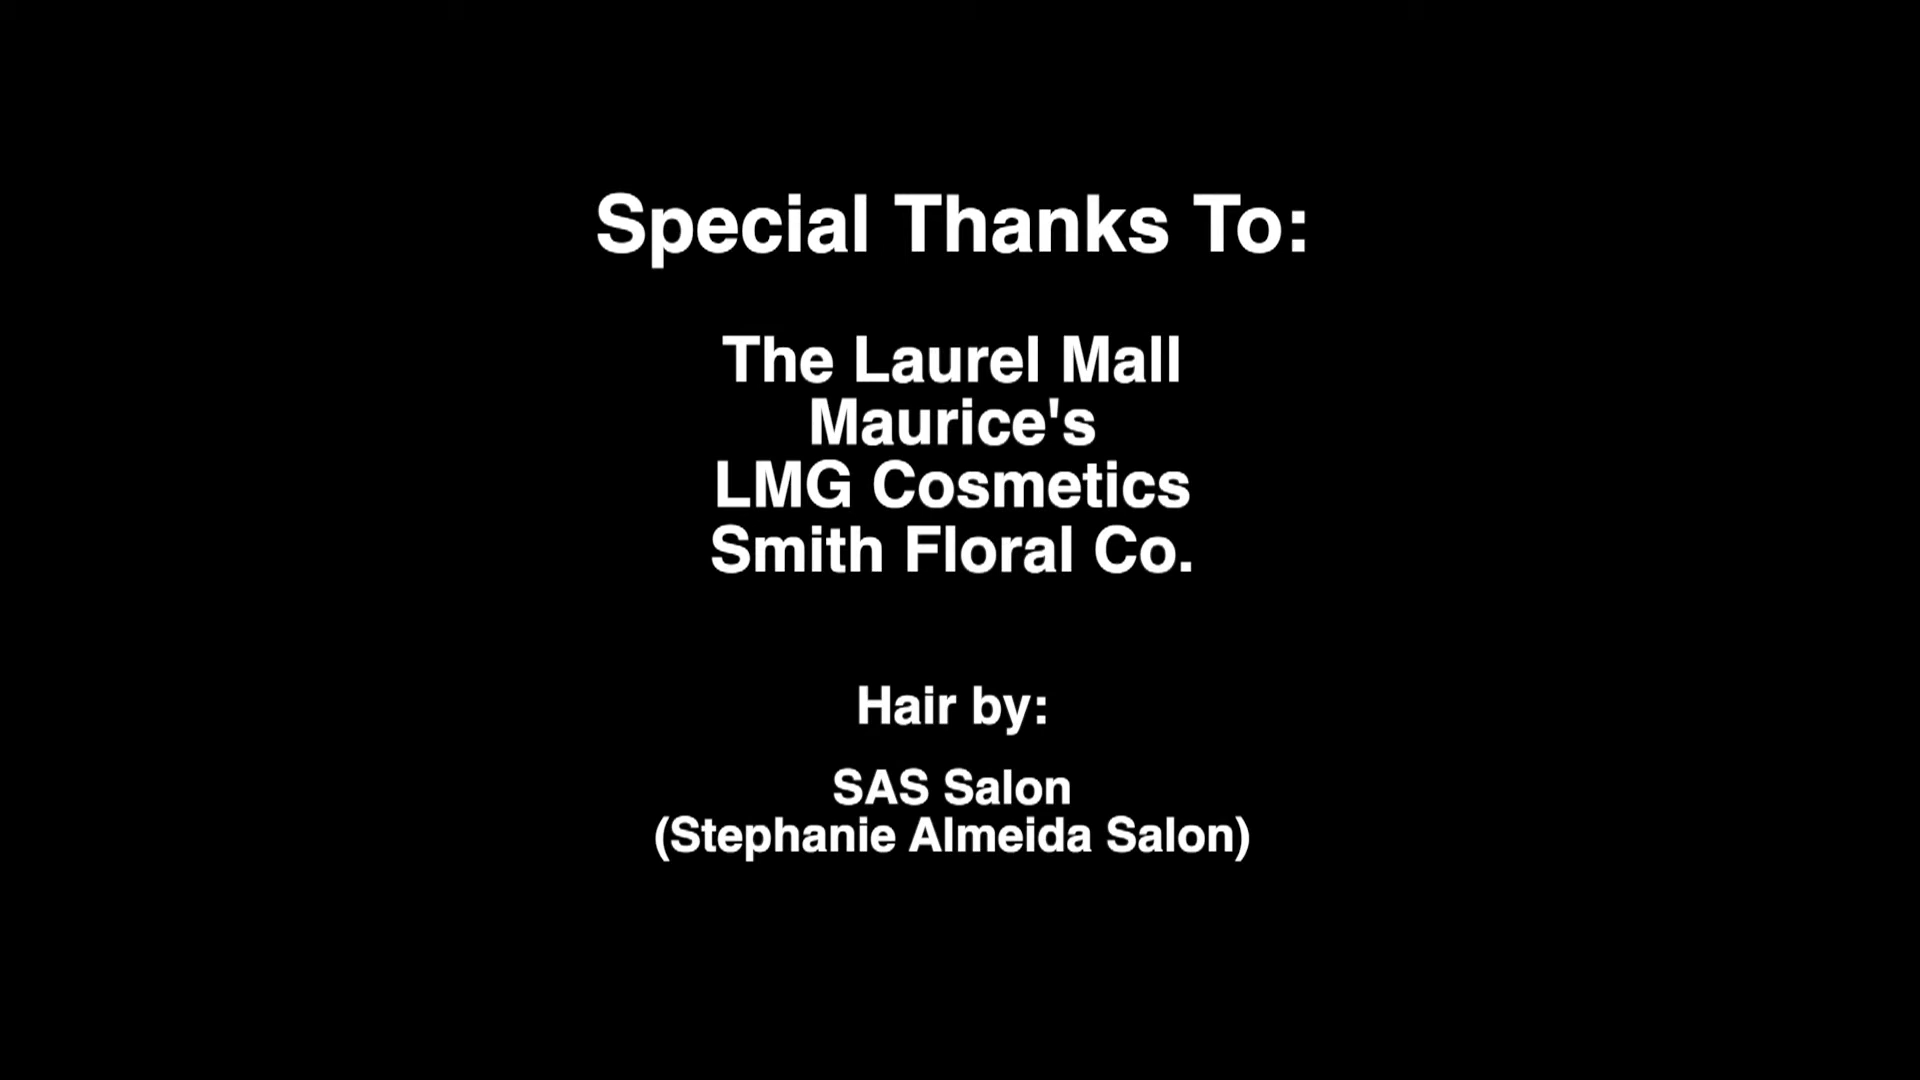 Special Thanks To:
The Laurel Mall
Maurice's
LMG Cosmetics
Smith Floral Co.
Hair by:
SAS Salon
(Stephanie Almeida Salon)